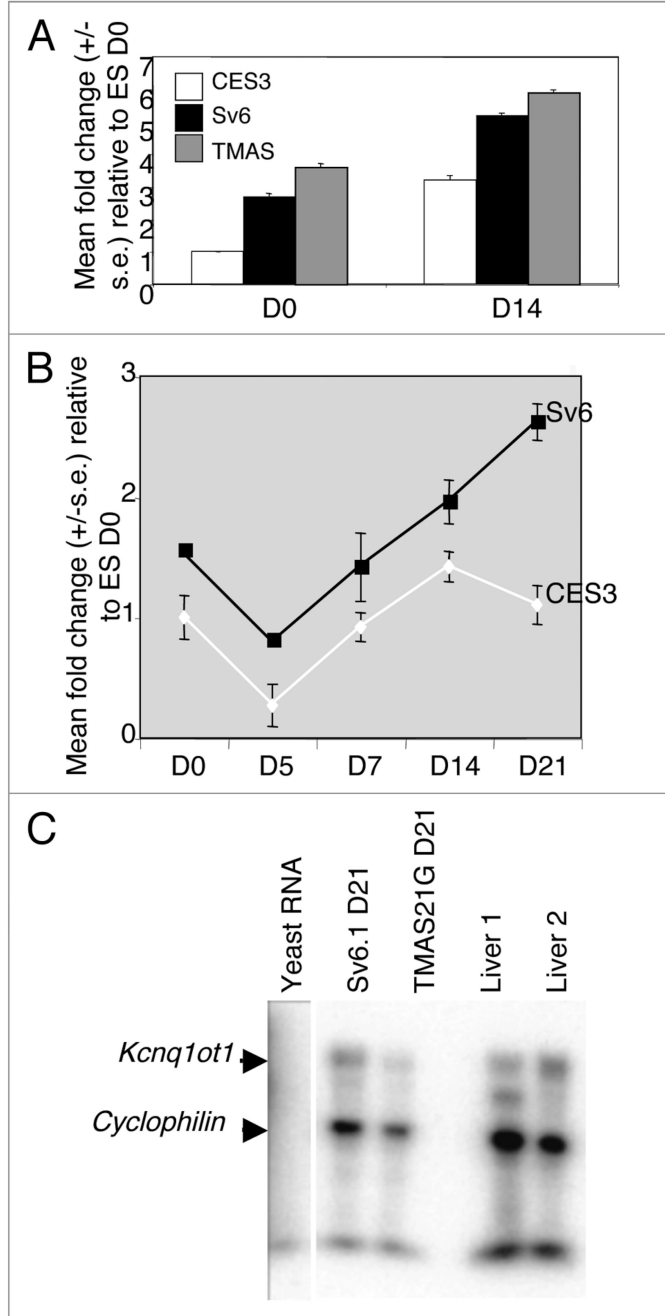 A
Mean fold change (+/-
s.e.) relative to ES D0
7
6
5
4
3
2
1
0
CES3
Sv6
TMAS
D0 D14
B
Mean fold change (+/-s.e.) relative
to ES D0
3
2
1
0
Sv6
CES3
D0 D5 D7 D14 D21
C
Yeast RNA
Sv6.1 D21
TMAS21G D21
Liver 1
Liver 2
Kcnq1ot1
Cyclophilin